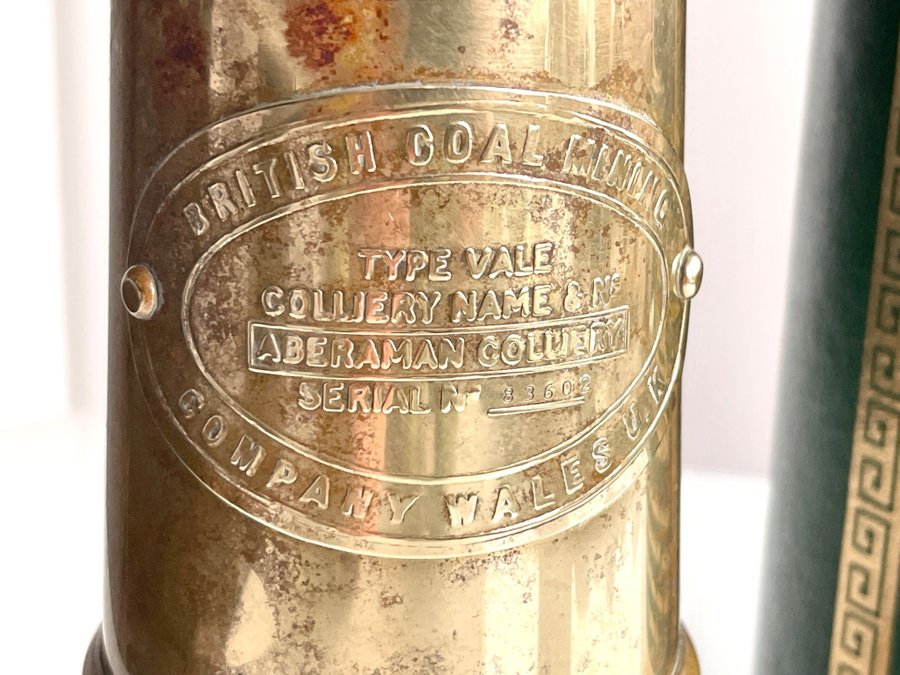 BRITISH COAL MINING
TYPE VALE
COLLIERY NAME & No
ABERAMAN COLLIERY
SERIAL No 83602
COMPANY WALES U.K